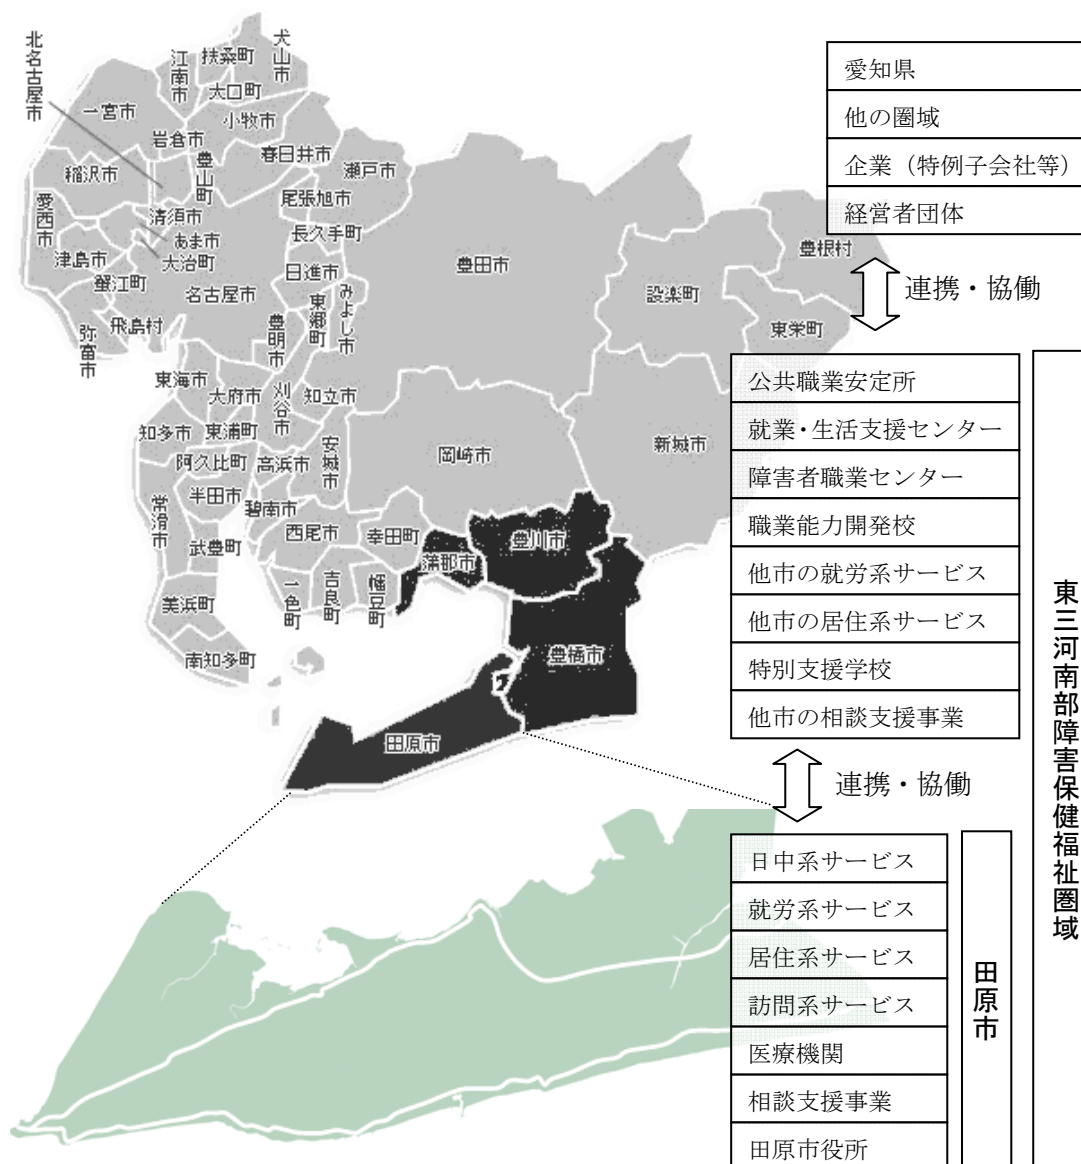 北名古屋市
犬山市
扶桑町
江南市
大口町
一宮市
小牧市
岩倉市
豊山町
春日井市
瀬戸市
稲沢市
尾張旭市
愛西市
清須市
長久手町
あま市
津島市
大治町
日進市
豊田市
蟹江町
名古屋市
東郷町
みよし市
飛島村
豊明市
弥富市
設楽町
豊根村
東栄町
東海市
大府市
刈谷市
知立市
知多市
東浦町
安城市
岡崎市
新城市
阿久比町
高浜市
半田市
碧南市
常滑市
西尾市
幸田町
豊川市
蒲郡市
武豊町
一色町
吉良町
幡豆町
美浜町
南知多町
豊橋市
田原市
愛知県
他の圏域
企業（特例子会社等）
経営者団体
連携・協働
公共職業安定所
就業・生活支援センター
障害者職業センター
職業能力開発校
他市の就労系サービス
他市の居住系サービス
特別支援学校
他市の相談支援事業
東三河南部障害保健福祉圏域
連携・協働
日中系サービス
就労系サービス
居住系サービス
訪問系サービス
医療機関
相談支援事業
田原市役所
田原市